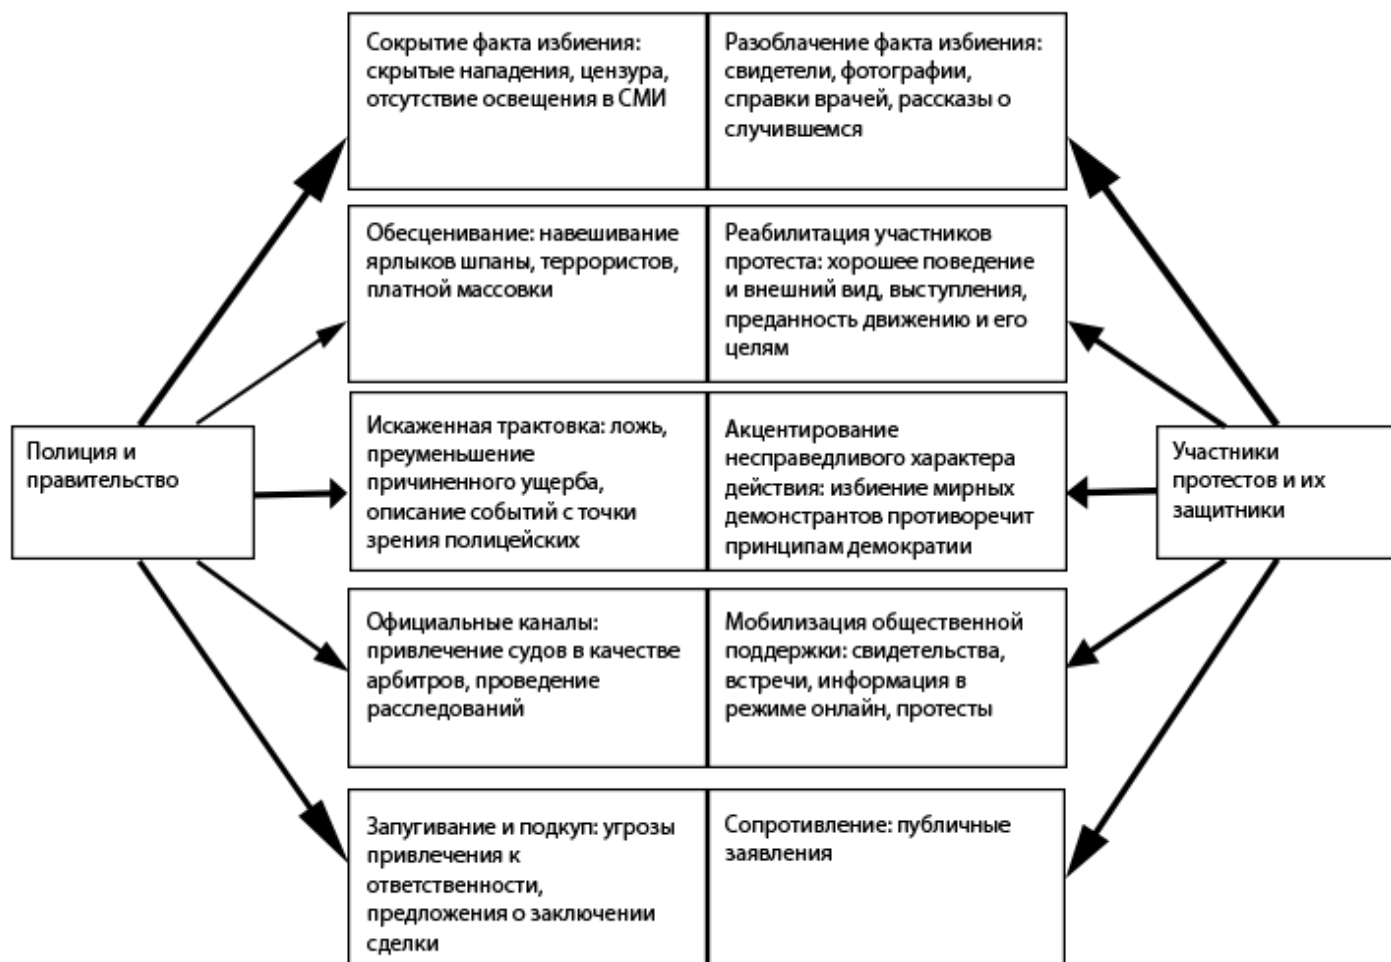 Сокрытие факта избиения:
скрытые нападения, цензура,
отсутствие освещения в СМИ
Разоблачение факта избиения:
свидетели, фотографии,
справки врачей, рассказы о
случившемся
Обесценивание: навешивание
ярлыков шпаны, террористов,
платной массовки
Реабилитация участников
протеста: хорошее поведение
и внешний вид, выступления,
преданность движению и его
целям
Полиция и
правительство
Искаженная трактовка: ложь,
преуменьшение
причиненного ущерба,
описание событий с точки
зрения полицейских
Акцентирование
несправедливого характера
действия: избиение мирных
демонстрантов противоречит
принципам демократии
Участники
протестов и их
защитники
Официальные каналы:
привлечение судов в качестве
арбитров, проведение
расследований
Мобилизация общественной
поддержки: свидетельства,
встречи, информация в
режиме онлайн, протесты
Запугивание и подкуп: угрозы
привлечения к
ответственности,
предложения о заключении
сделки
Сопротивление: публичные
заявления